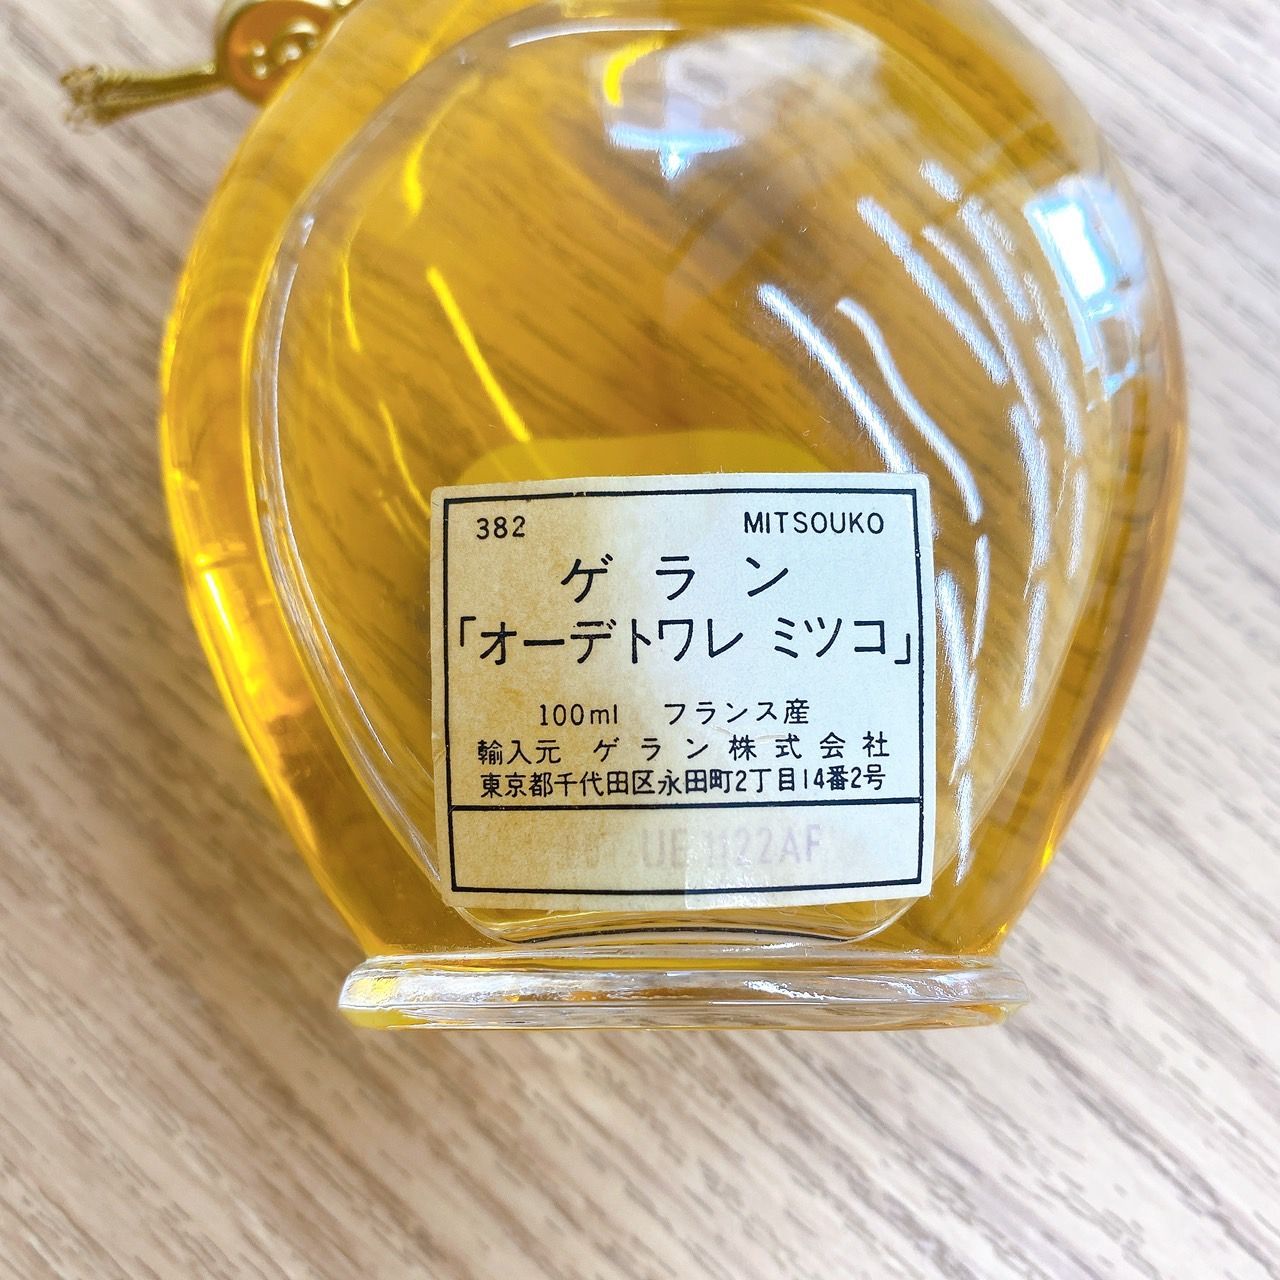 382 MITSOUKO
ゲラン
「オーデトワレ ミツコ」
100ml フランス産
輸入元 ゲラン株式会社
東京都千代田区永田町2丁目14番2号
UE 1122AF